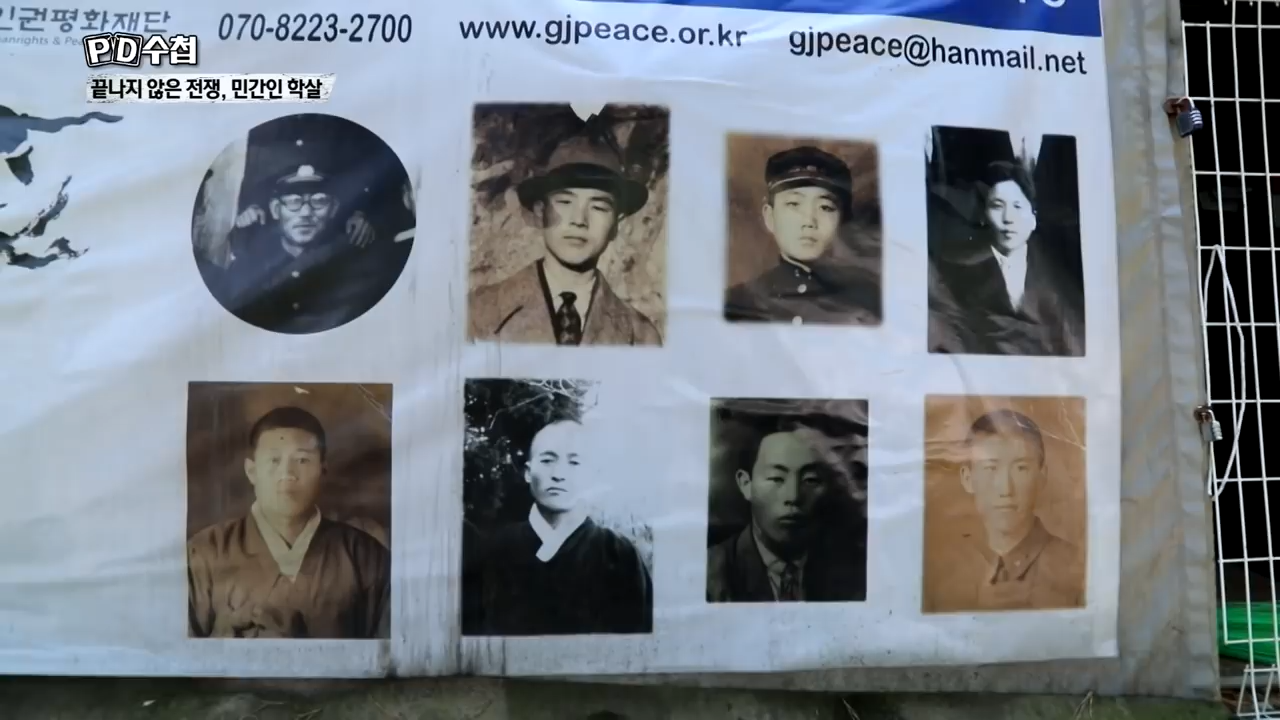 인권평화재단
070-8223-2700
www.gjpeace.or.kr
gjpeace@hanmail.net
PD수첩
끝나지 않은 전쟁, 민간인 학살